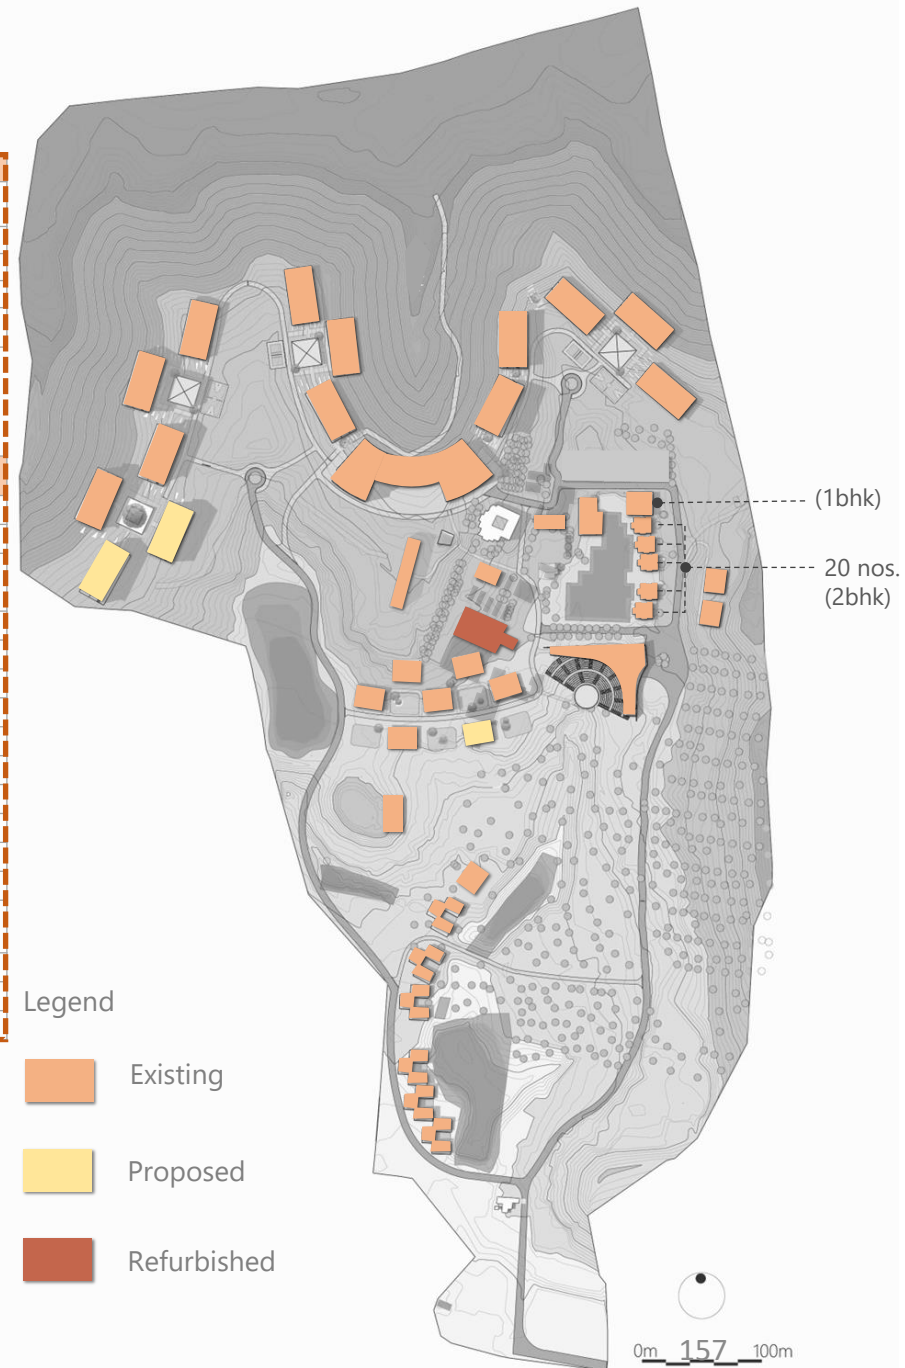 (1bhk)
20 nos.
(2bhk)
Legend
Existing
Proposed
Refurbished
0m 157 100m